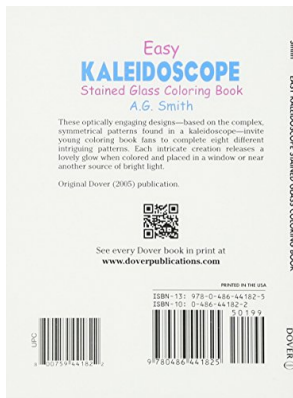 Easy
KALEIDOSCOPE
Stained Glass Coloring Book
A.G. Smith
These optically engaging designs—based on the complex,
symmetrical patterns found in a kaleidoscope—invite
young coloring book fans to complete eight different
intriguing patterns. Each intricate creation releases a
lovely glow when colored and placed in a window or near
another source of bright light.
Original Dover (2005) publication.
See every Dover book in print at
www.doverpublications.com
PRINTED IN THE USA
ISBN-13: 978-0-486-44182-5
ISBN-10: 0-486-44182-2
50199
UPC
8 00759 44182
9 780486 441825
Smith
EASY KALEIDOSCOPE STAINED GLASS COLORING BOOK
DOVER